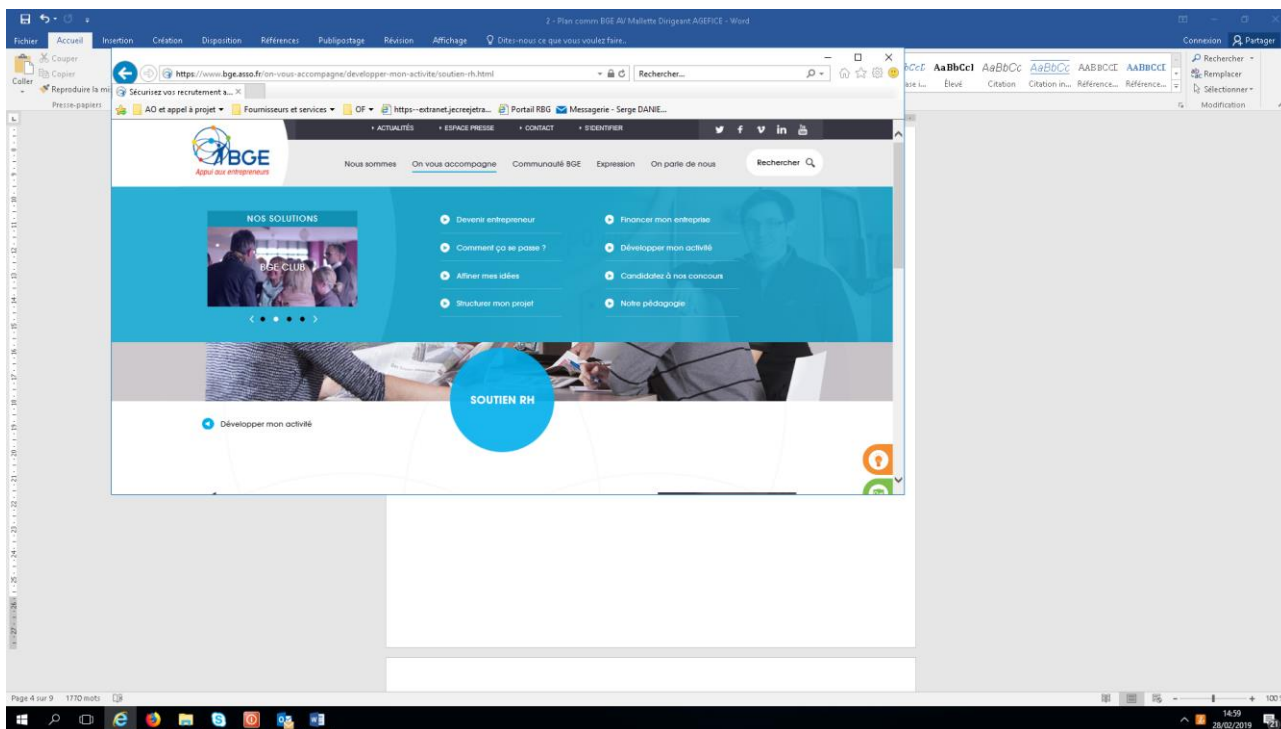 2 - Plan comm BGE AV Mallette Dirigeant AGEFICE - Word
Fichier Accueil Insertion Création Disposition Références Publipostage Révision Affichage Dites-nous ce que vous voulez faire... Connexion Partager
Couper
Copier
Coller
Reproduire la mi
Presse-papiers
AaBbCcI AaBbCc AaBbCc AABBCCE AABBCCE
Élevé Citation Citation in... Référence... Référence...
Rechercher
Remplacer
Sélectionner
Modification
https://www.bge.asso.fr/on-vous-accompagne/developper-mon-activite/soutien-rh.html
Rechercher...
Sécurisez vos recrutement a...
AO et appel à projet Fournisseurs et services OF https--extranet.jecreejetra... Portail RBG Messagerie - Serge DANIE...
ACTUALITÉS ESPACE PRESSE CONTACT S'IDENTIFIER
BGE
Appui aux entrepreneurs
Nous sommes On vous accompagne Communauté BGE Expression On parle de nous Rechercher
NOS SOLUTIONS
BGE CLUB
Devenir entrepreneur
Comment ça se passe ?
Affiner mes idées
Structurer mon projet
Financer mon entreprise
Développer mon activité
Candidatez à nos concours
Notre pédagogie
SOUTIEN RH
Développer mon activité
Page 4 sur 9 1770 mots
100
14:59
28/02/2019
21